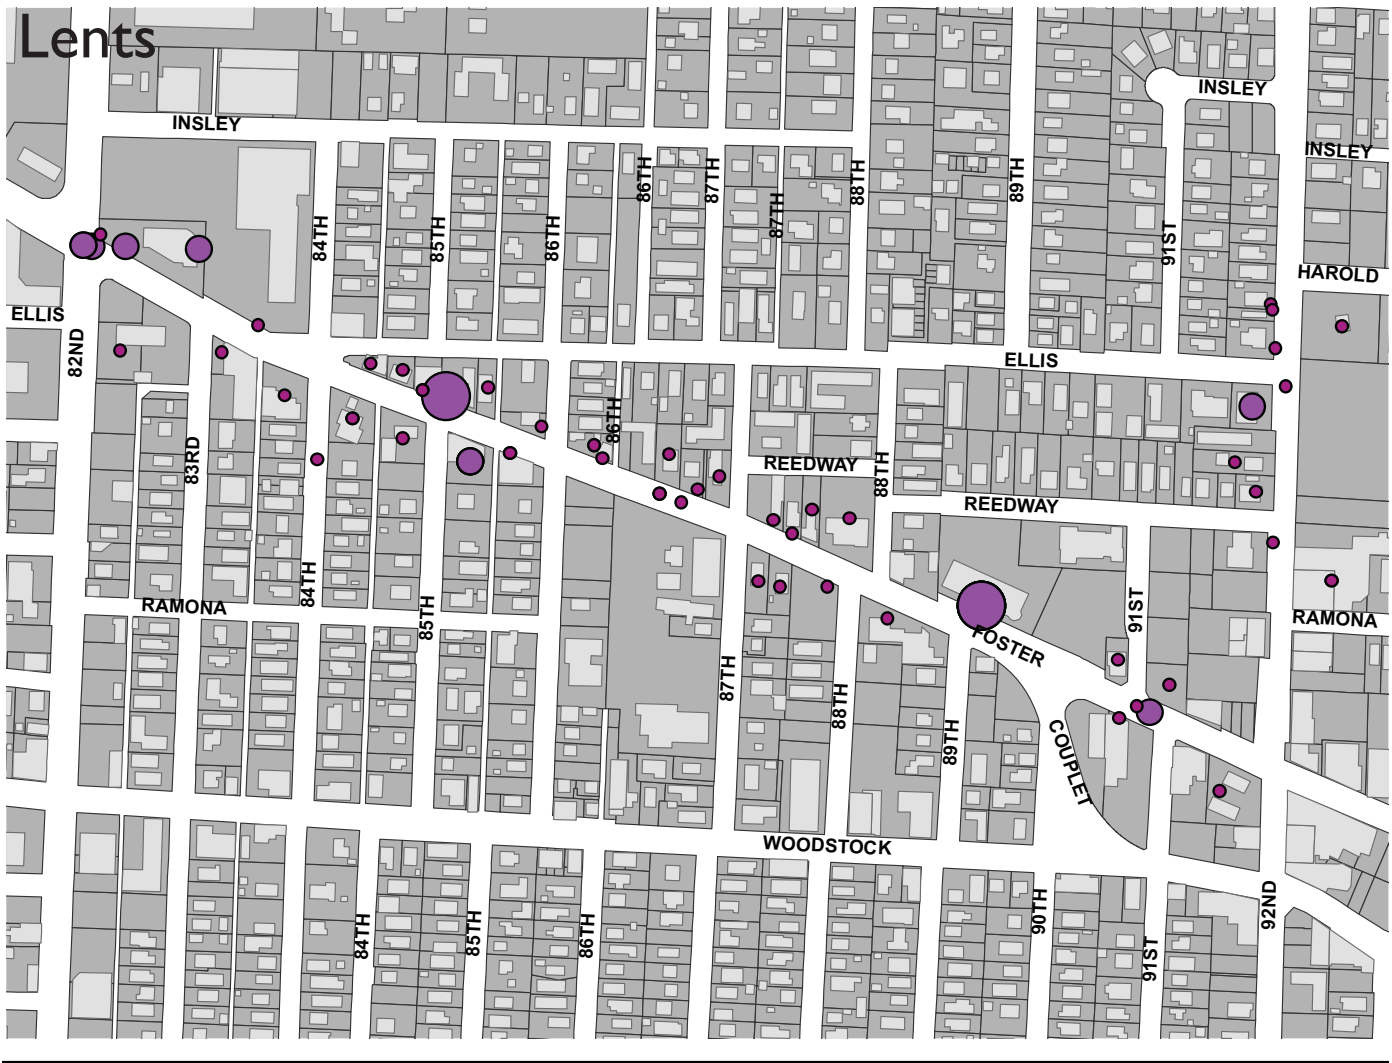 Lents
INSLEY
INSLEY
INSLEY
86TH
87TH
88TH
89TH
84TH
85TH
86TH
87TH
91ST
HAROLD
ELLIS
82ND
ELLIS
86TH
83RD
REEDWAY
88TH
REEDWAY
84TH
RAMONA
85TH
91ST
RAMONA
FOSTER
87TH
88TH
89TH
COUPLET
WOODSTOCK
84TH
85TH
86TH
90TH
91ST
92ND